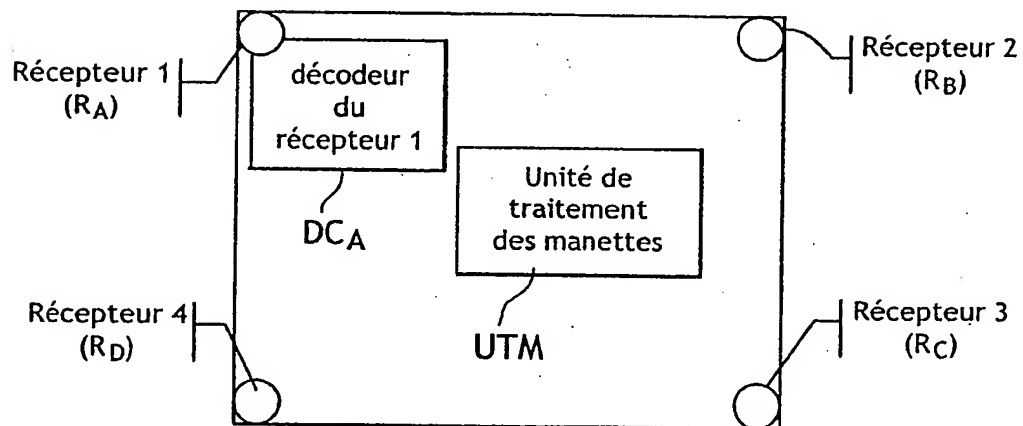 Récepteur 1
(RA)
décodeur
du
récepteur 1
DCA
Récepteur 2
(RB)
Unité de
traitement
des manettes
UTM
Récepteur 4
(RD)
Récepteur 3
(RC)